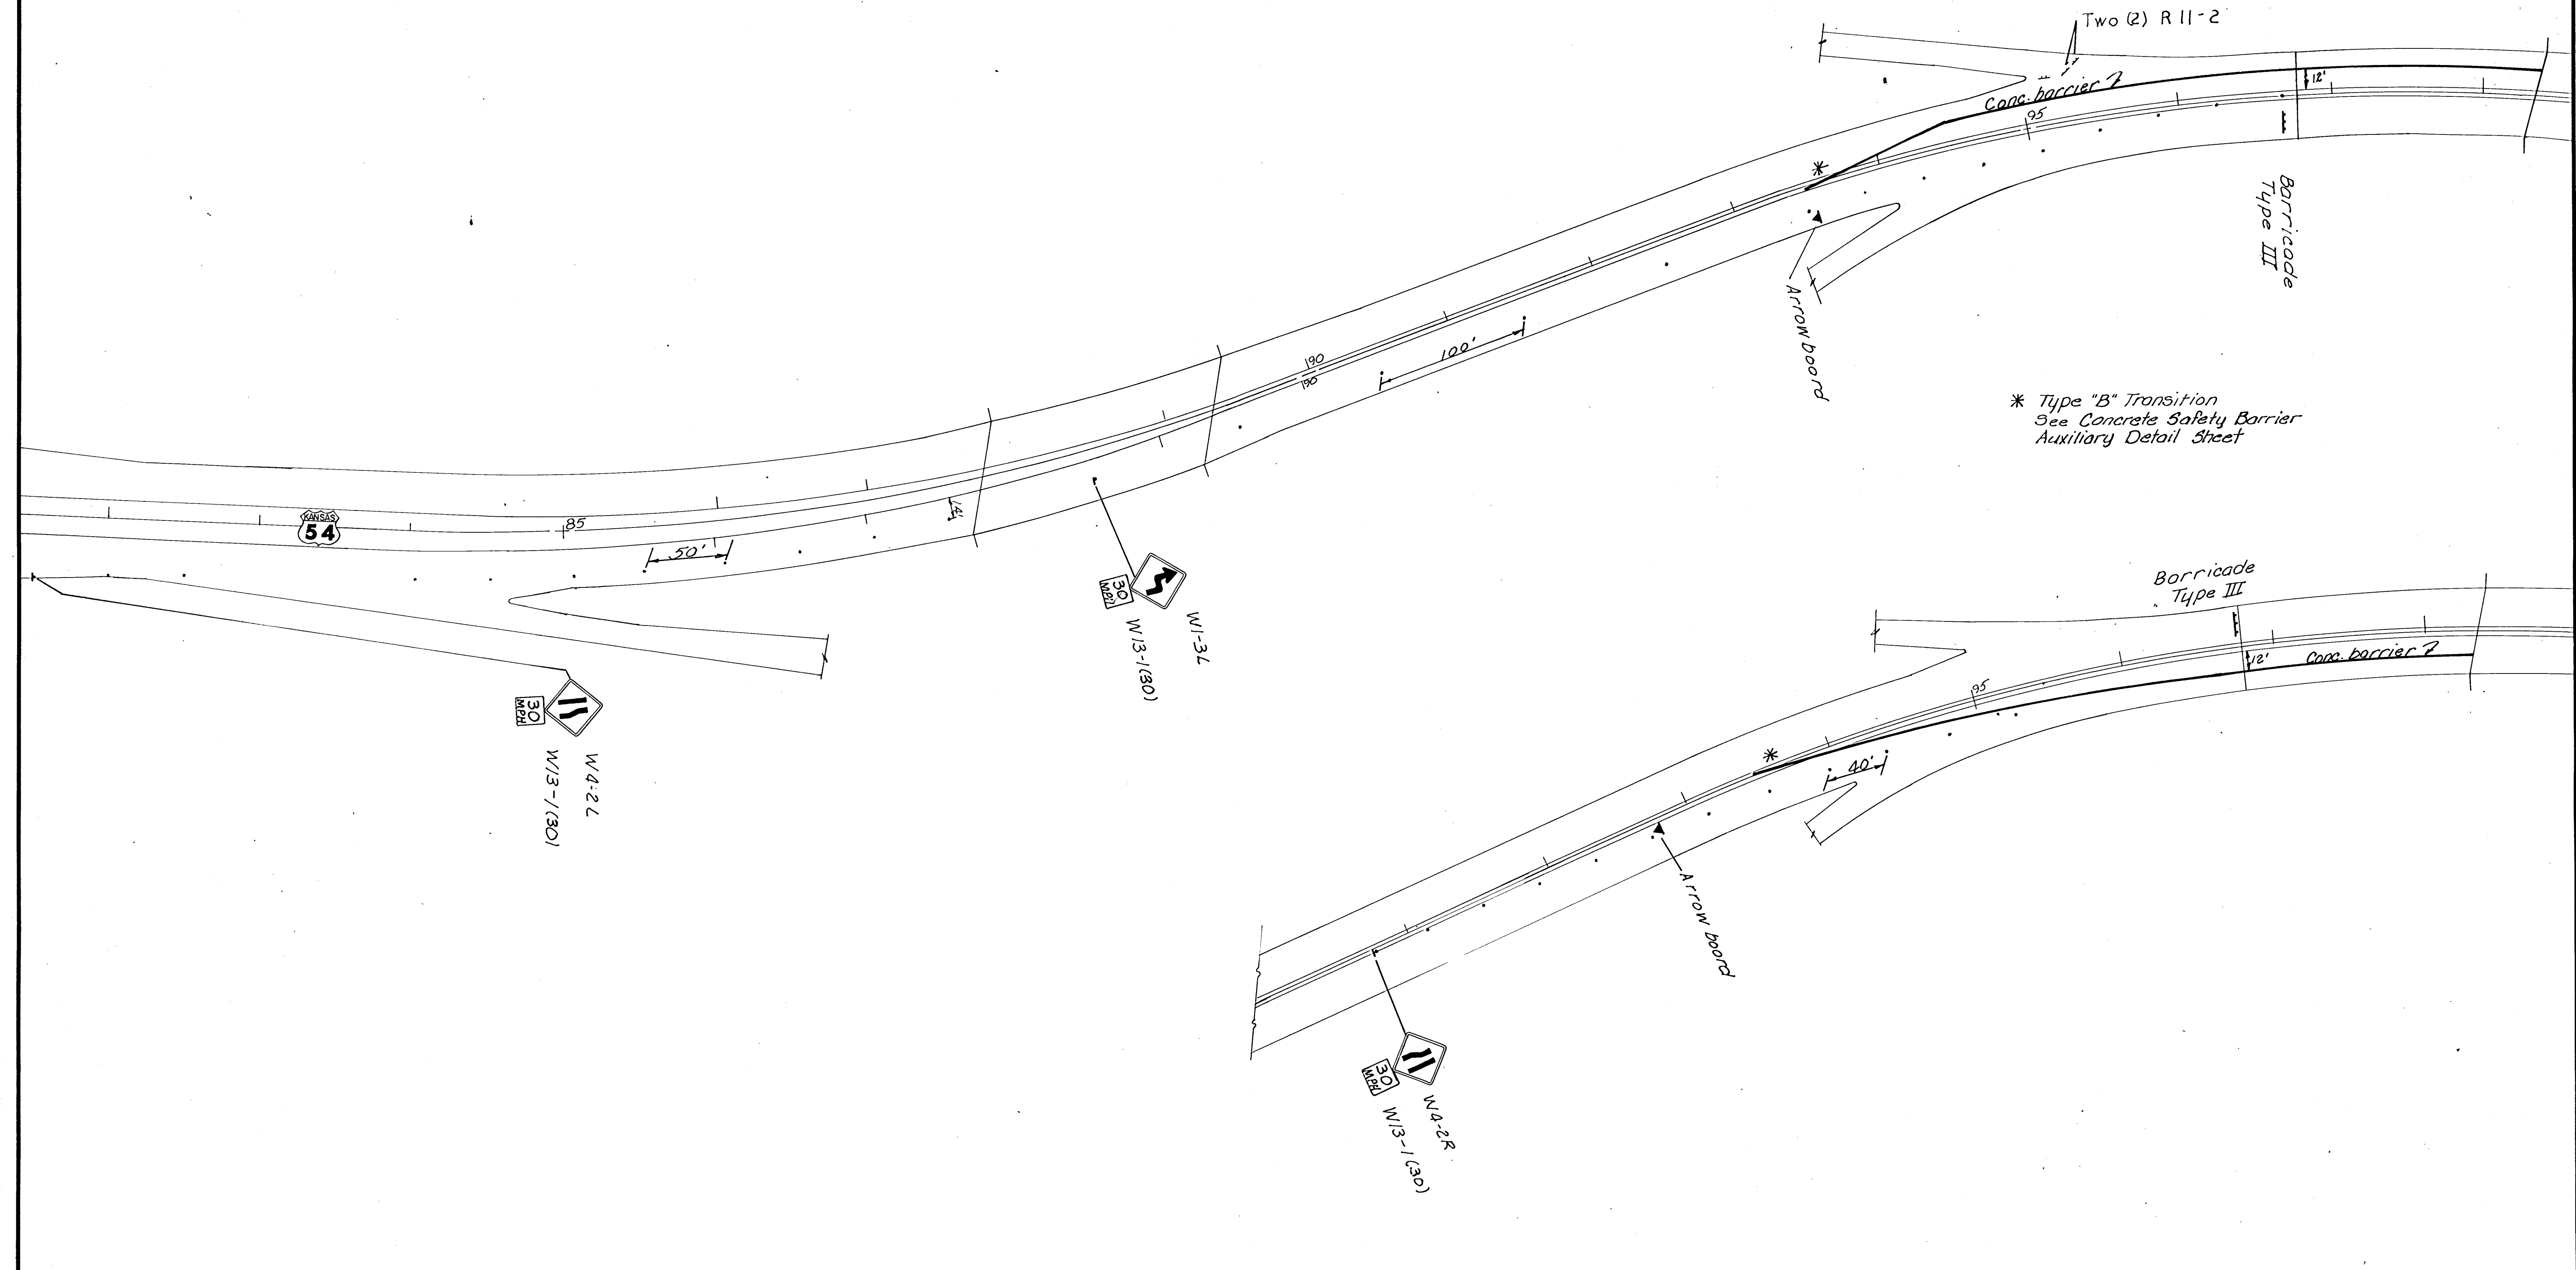 Two (2) R 11-2
Conc. barrier
12'
95
*
Barricade
Type III
Arrow board
100'
190
190
* Type "B" Transition
See Concrete Safety Barrier
Auxiliary Detail Sheet
KANSAS
54
85
50'
14'
30
MPH
W1-3L
W13-1(30)
30
MPH
W4-2L
W13-1(30)
Barricade
Type III
12'
Conc. barrier
95
*
40'
Arrow board
30
MPH
W4-2R
W13-1(30)